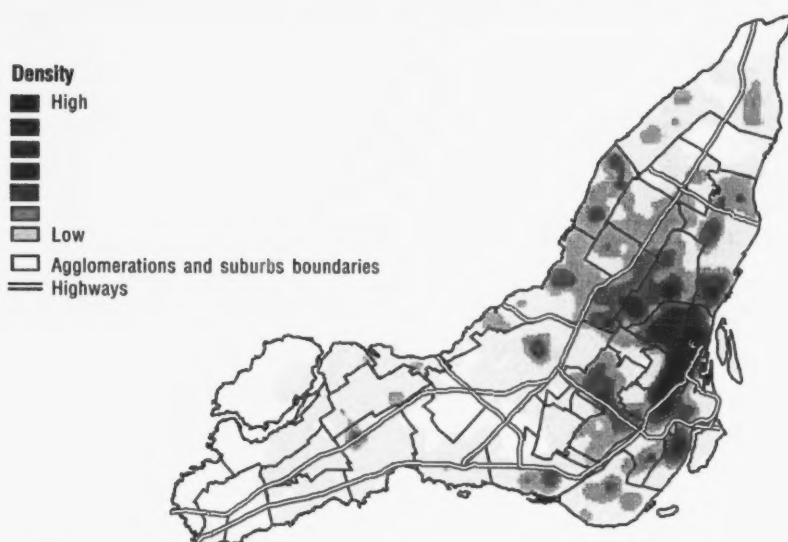 Density
High
Low
Agglomerations and suburbs boundaries
Highways